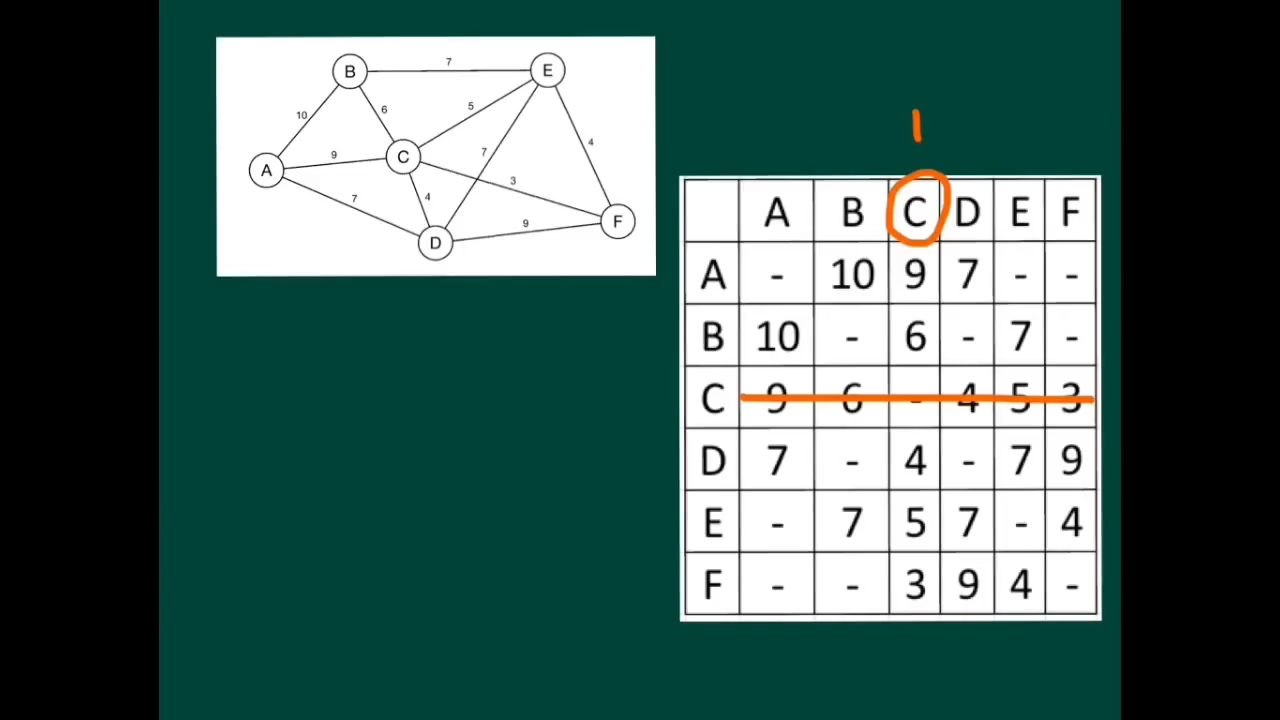 B 7 E
10 6 5
9 7 4
A C
7 4 3
9 F
D
1
A B C D E F
A - 10 9 7 - -
B 10 - 6 - 7 -
C 9 6 - 4 5 3
D 7 - 4 - 7 9
E - 7 5 7 - 4
F - - 3 9 4 -